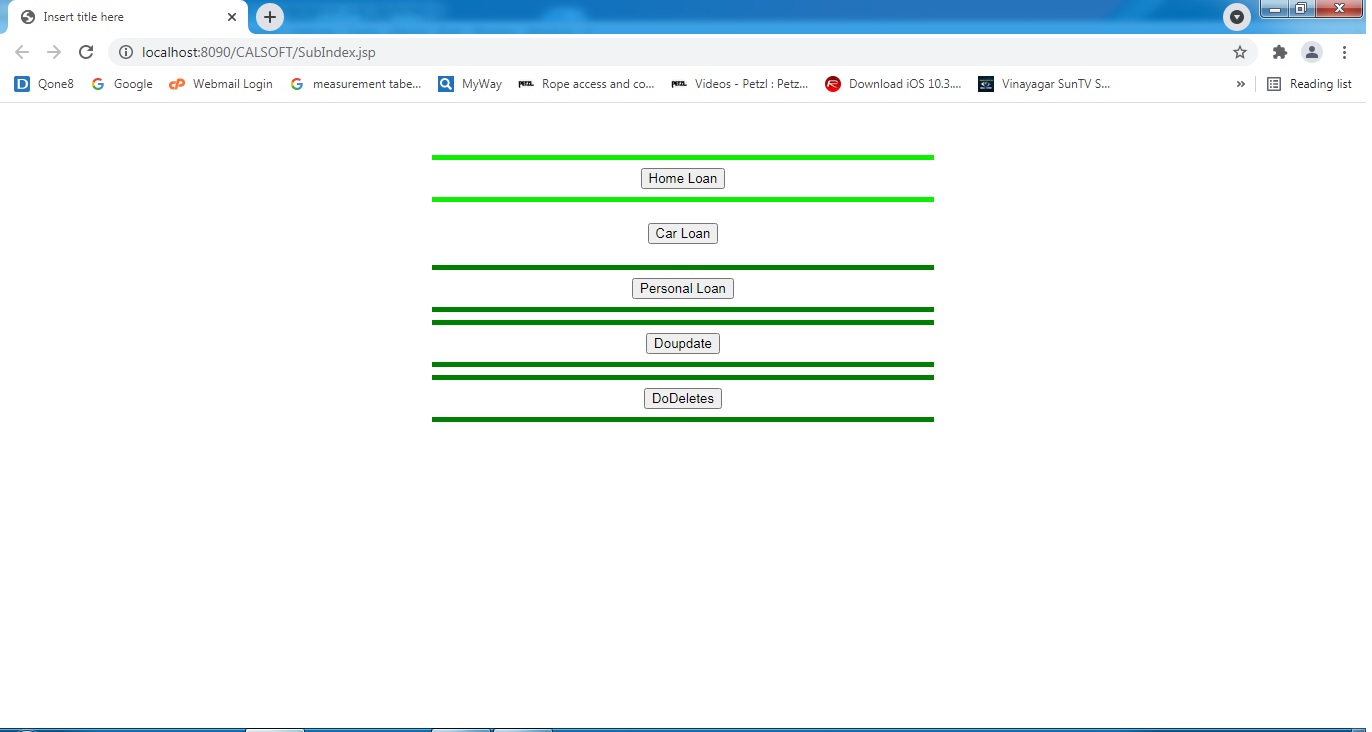 Insert title here
localhost:8090/CALSOFT/SubIndex.jsp
Qone8 Google Webmail Login measurement tabe... MyWay Rope access and co... Videos - Petzl : Petz... Download iOS 10.3.... Vinayagar SunTV S... » Reading list
Home Loan
Car Loan
Personal Loan
Doupdate
DoDeletes